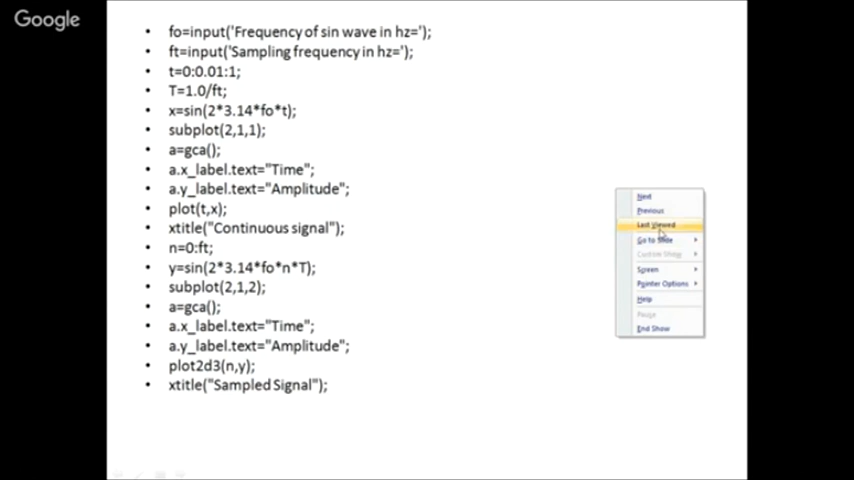 Google
fo=input('Frequency of sin wave in hz=');
ft=input('Sampling frequency in hz=');
t=0:0.01:1;
T=1.0/ft;
x=sin(2*3.14*fo*t);
subplot(2,1,1);
a=gca();
a.x_label.text="Time";
a.y_label.text="Amplitude";
plot(t,x);
xtitle("Continuous signal");
n=0:ft;
y=sin(2*3.14*fo*n*T);
subplot(2,1,2);
a=gca();
a.x_label.text="Time";
a.y_label.text="Amplitude";
plot2d3(n,y);
xtitle("Sampled Signal");
Next
Previous
Last Viewed
Go to Slide
Custom Show
Screen
Pointer Options
Help
Pause
End Show